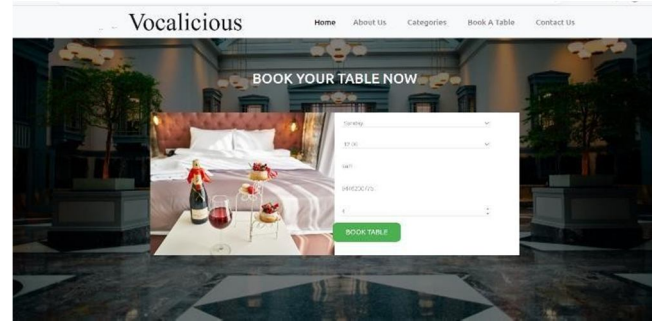 Vocalicious
Home About Us Categories Book A Table Contact Us
BOOK YOUR TABLE NOW
BOOK TABLE